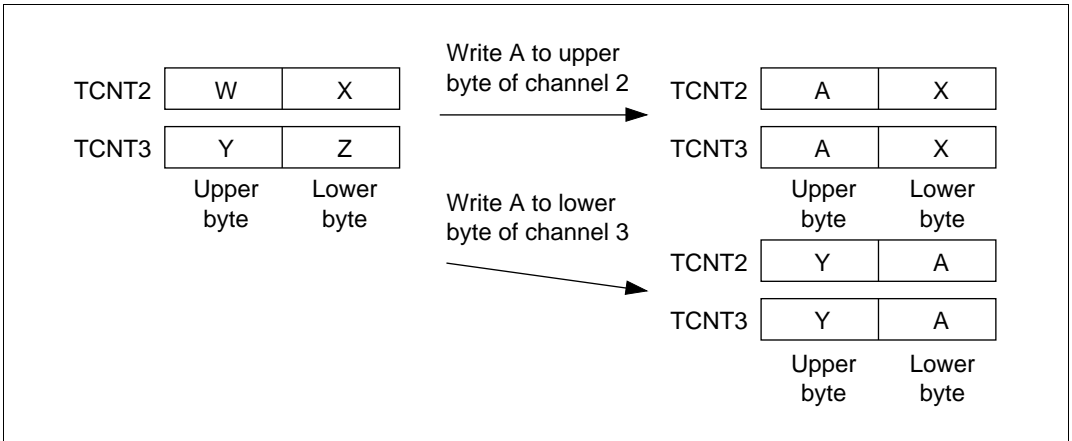 TCNT2 W X
TCNT3 Y Z
Upper byte Lower byte
Write A to upper
byte of channel 2
TCNT2 A X
TCNT3 A X
Upper byte Lower byte
Write A to lower
byte of channel 3
TCNT2 Y A
TCNT3 Y A
Upper byte Lower byte